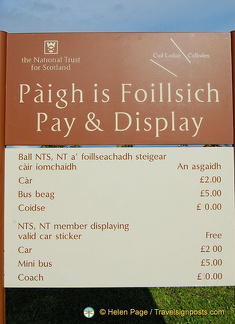 the National Trust
for Scotland
Cùil Lodair Culloden
Pàigh is Foillsich
Pay & Display
Ball NTS, NT a' foillseachadh steigear
càir iomchaidh An asgaidh
Càr £2.00
Bus beag £5.00
Coidse £ 0.00
NTS, NT member displaying
valid car sticker Free
Car £2 00
Mini bus £5.00
Coach £ 0.00
© Helen Page / Travelsignposts.com